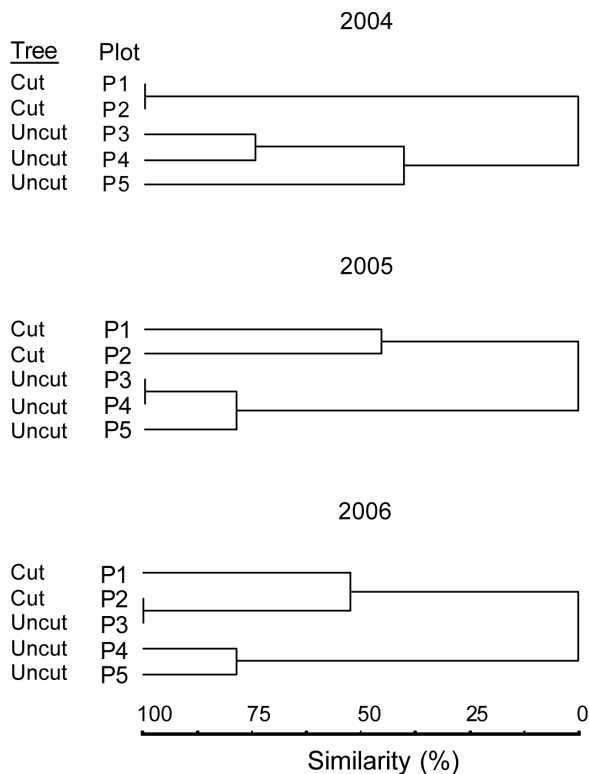 2004
Tree Plot
Cut P1
Cut P2
Uncut P3
Uncut P4
Uncut P5
2005
Cut P1
Cut P2
Uncut P3
Uncut P4
Uncut P5
2006
Cut P1
Cut P2
Uncut P3
Uncut P4
Uncut P5
100 75 50 25 0
Similarity (%)